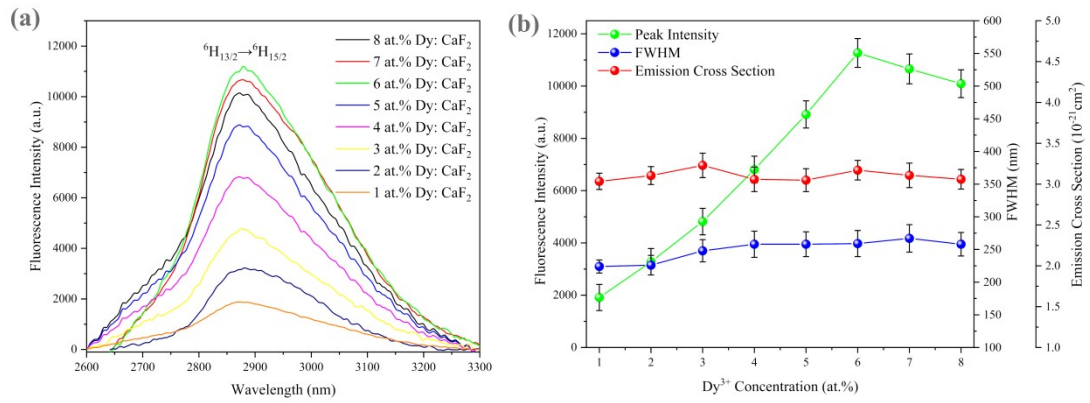 (a)
⁶H₁₃/₂→⁶H₁₅/₂
8 at.% Dy: CaF₂
7 at.% Dy: CaF₂
6 at.% Dy: CaF₂
5 at.% Dy: CaF₂
4 at.% Dy: CaF₂
3 at.% Dy: CaF₂
2 at.% Dy: CaF₂
1 at.% Dy: CaF₂
Fluorescence Intensity (a.u.)
12000
10000
8000
6000
4000
2000
0
2600 2700 2800 2900 3000 3100 3200 3300
Wavelength (nm)
(b)
Peak Intensity
FWHM
Emission Cross Section
Fluorescence Intensity (a.u.)
12000
10000
8000
6000
4000
2000
0
1 2 3 4 5 6 7 8
Dy³⁺ Concentration (at.%)
600
550
500
450
400
350
300
250
200
150
100
FWHM (nm)
5.0
4.5
4.0
3.5
3.0
2.5
2.0
1.5
1.0
Emission Cross Section (10⁻²¹cm²)